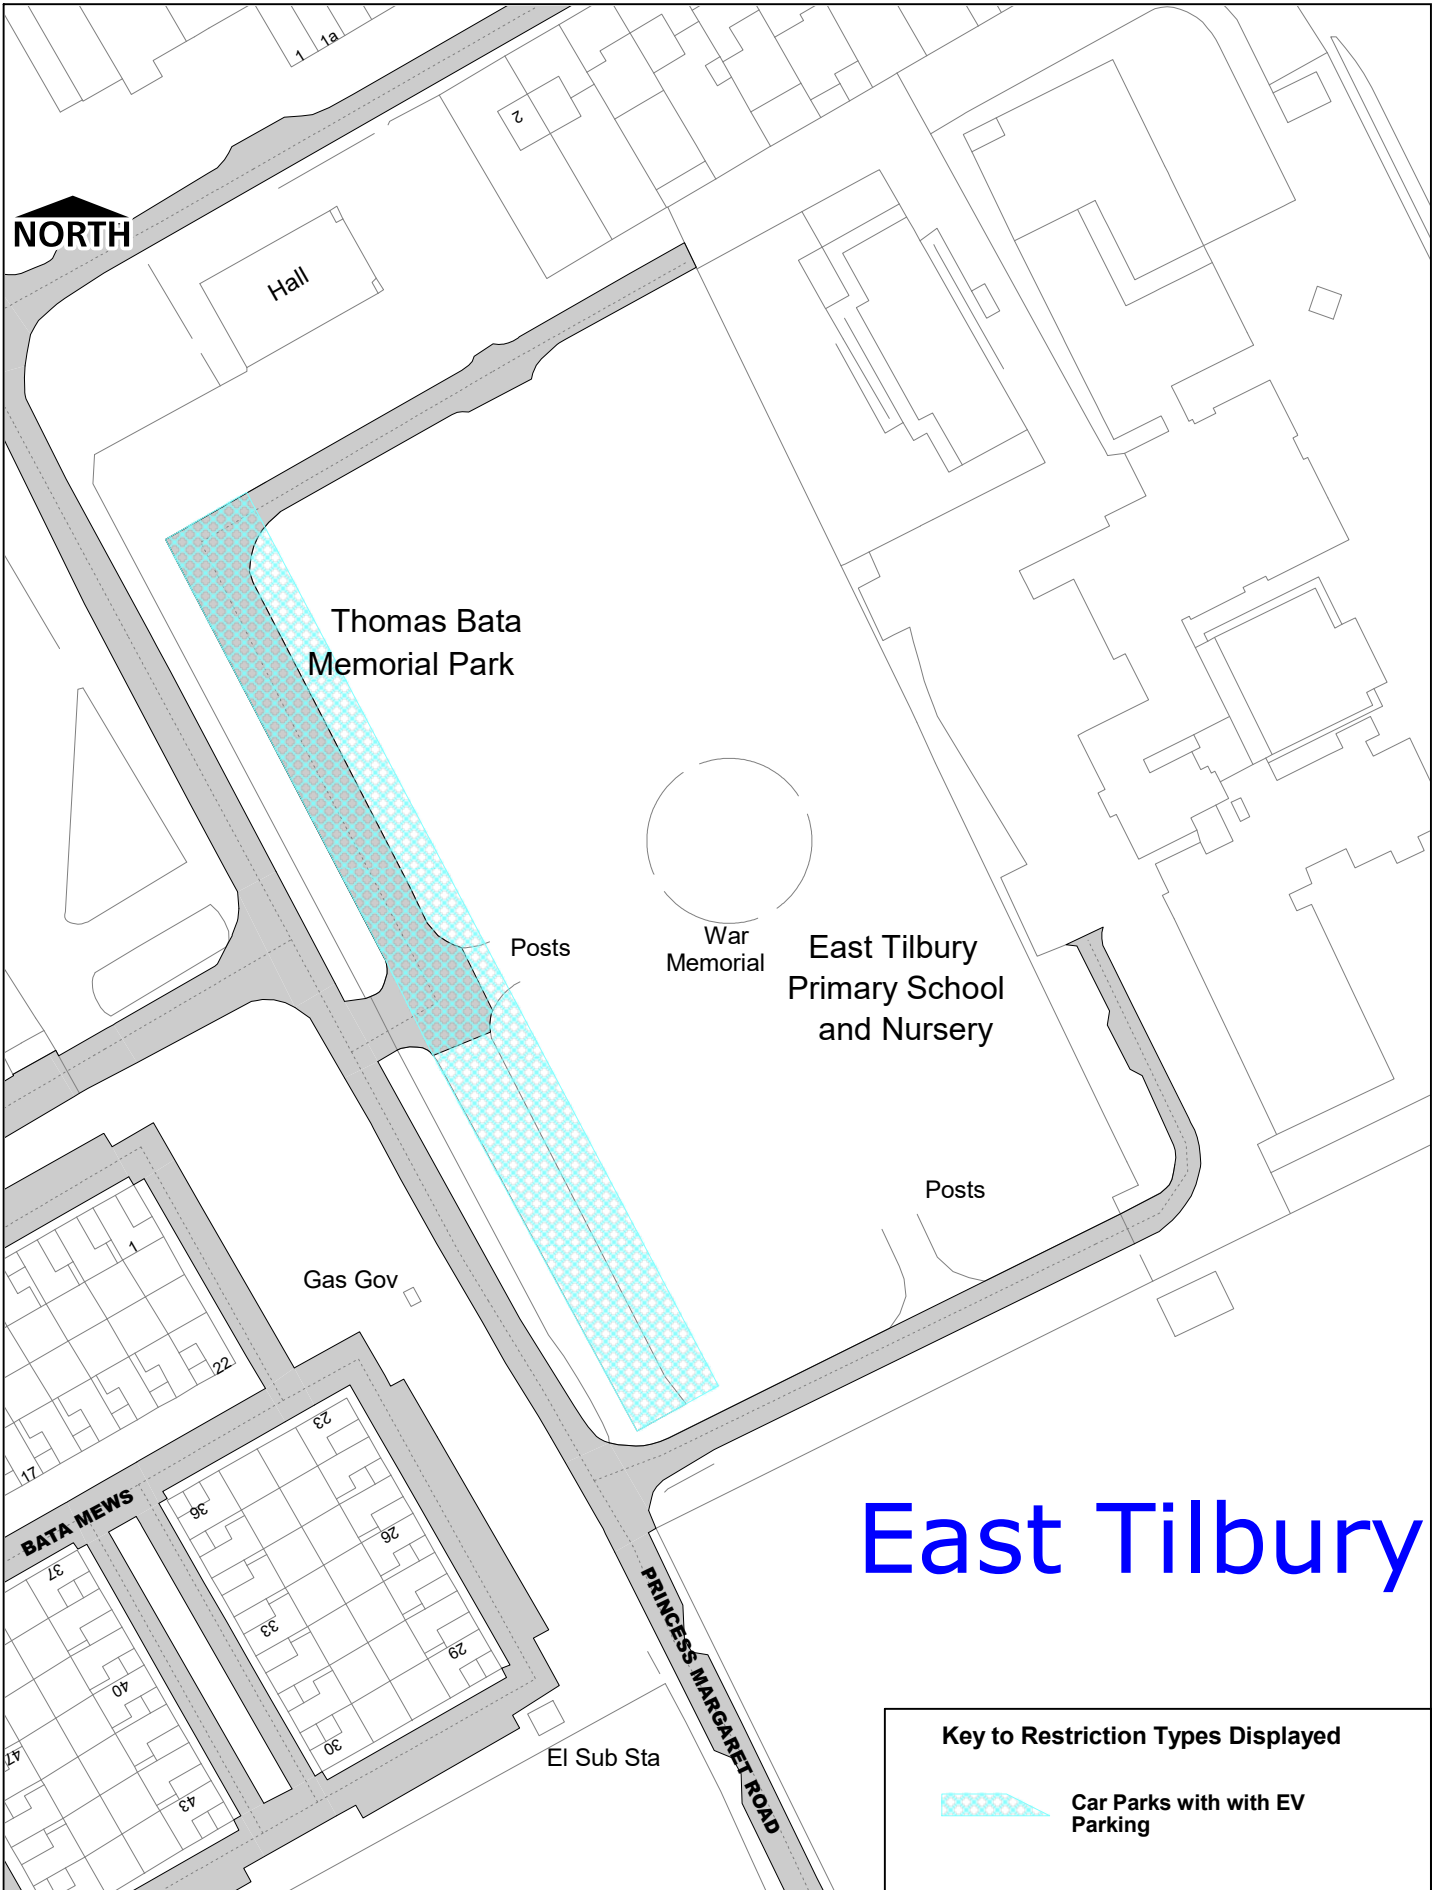 1
1a
2
NORTH
Hall
Thomas Bata
Memorial Park
Posts
War
Memorial
East Tilbury
Primary School
and Nursery
Posts
1
Gas Gov
22
17
23
36
26
BATA MEWS
37
33
29
40
30
47
43
El Sub Sta
PRINCESS MARGARET ROAD
East Tilbury
Key to Restriction Types Displayed
Car Parks with with EV
Parking